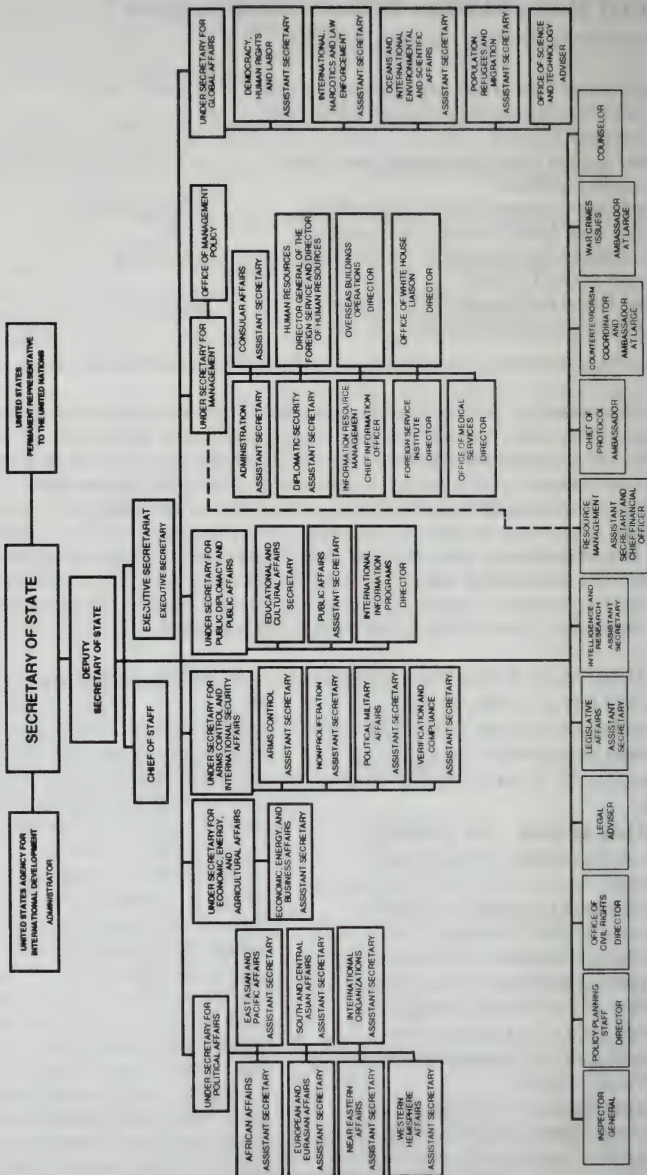 UNITED STATES AGENCY FOR
INTERNATIONAL DEVELOPMENT
ADMINISTRATOR
SECRETARY OF STATE
UNITED STATES
PERMANENT REPRESENTATIVE
TO THE UNITED NATIONS
DEPUTY
SECRETARY OF STATE
CHIEF OF STAFF
EXECUTIVE SECRETARIAT
EXECUTIVE SECRETARY
UNDER SECRETARY FOR
POLITICAL AFFAIRS
AFRICAN AFFAIRS
ASSISTANT SECRETARY
EAST ASIAN AND
PACIFIC AFFAIRS
ASSISTANT SECRETARY
EUROPEAN AND
EURASIAN AFFAIRS
ASSISTANT SECRETARY
SOUTH AND CENTRAL
ASIAN AFFAIRS
ASSISTANT SECRETARY
NEAR EASTERN
AFFAIRS
ASSISTANT SECRETARY
INTERNATIONAL
ORGANIZATIONS
ASSISTANT SECRETARY
WESTERN
HEMISPHERE
AFFAIRS
ASSISTANT SECRETARY
UNDER SECRETARY FOR
ECONOMIC, ENERGY,
AND
AGRICULTURAL AFFAIRS
ECONOMIC, ENERGY, AND
BUSINESS AFFAIRS
ASSISTANT SECRETARY
UNDER SECRETARY FOR
ARMS CONTROL AND
INTERNATIONAL SECURITY
AFFAIRS
ARMS CONTROL
ASSISTANT SECRETARY
NONPROLIFERATION
ASSISTANT SECRETARY
POLITICAL MILITARY
AFFAIRS
ASSISTANT SECRETARY
VERIFICATION AND
COMPLIANCE
ASSISTANT SECRETARY
UNDER SECRETARY FOR
PUBLIC DIPLOMACY AND
PUBLIC AFFAIRS
EDUCATIONAL AND
CULTURAL AFFAIRS
SECRETARY
PUBLIC AFFAIRS
ASSISTANT SECRETARY
INTERNATIONAL
INFORMATION
PROGRAMS
DIRECTOR
UNDER SECRETARY FOR
MANAGEMENT
OFFICE OF MANAGEMENT
POLICY
ADMINISTRATION
ASSISTANT SECRETARY
CONSULAR AFFAIRS
ASSISTANT SECRETARY
DIPLOMATIC SECURITY
ASSISTANT SECRETARY
HUMAN RESOURCES
DIRECTOR GENERAL OF THE
FOREIGN SERVICE AND DIRECTOR
OF HUMAN RESOURCES
INFORMATION RESOURCE
MANAGEMENT
CHIEF INFORMATION
OFFICER
OVERSEAS BUILDINGS
OPERATIONS
DIRECTOR
FOREIGN SERVICE
INSTITUTE
DIRECTOR
OFFICE OF WHITE HOUSE
LIAISON
DIRECTOR
OFFICE OF MEDICAL
SERVICES
DIRECTOR
UNDER SECRETARY FOR
GLOBAL AFFAIRS
DEMOCRACY,
HUMAN RIGHTS
AND LABOR
ASSISTANT SECRETARY
INTERNATIONAL
NARCOTICS AND LAW
ENFORCEMENT
ASSISTANT SECRETARY
OCEANS AND
INTERNATIONAL
ENVIRONMENTAL
AND SCIENTIFIC
AFFAIRS
ASSISTANT SECRETARY
POPULATION
REFUGEES AND
MIGRATION
ASSISTANT SECRETARY
OFFICE OF SCIENCE
AND TECHNOLOGY
ADVISER
INSPECTOR
GENERAL
POLICY PLANNING
STAFF
DIRECTOR
OFFICE OF
CIVIL RIGHTS
DIRECTOR
LEGAL
ADVISER
LEGISLATIVE
AFFAIRS
ASSISTANT
SECRETARY
INTELLIGENCE AND
RESEARCH
ASSISTANT
SECRETARY
RESOURCE
MANAGEMENT
ASSISTANT
SECRETARY AND
CHIEF FINANCIAL
OFFICER
CHIEF OF
PROTOCOL
AMBASSADOR
COUNTERTERRORISM
COORDINATOR
AND
AMBASSADOR
AT LARGE
WAR CRIMES
ISSUES
AMBASSADOR
AT LARGE
COUNSELOR